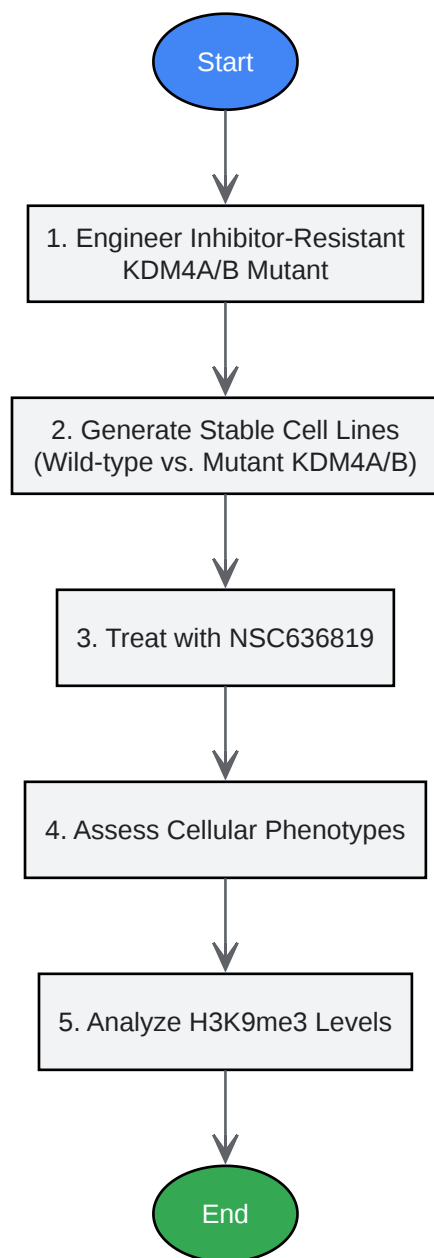 Start
1. Engineer Inhibitor-Resistant
KDM4A/B Mutant
2. Generate Stable Cell Lines
(Wild-type vs. Mutant KDM4A/B)
3. Treat with NSC636819
4. Assess Cellular Phenotypes
5. Analyze H3K9me3 Levels
End